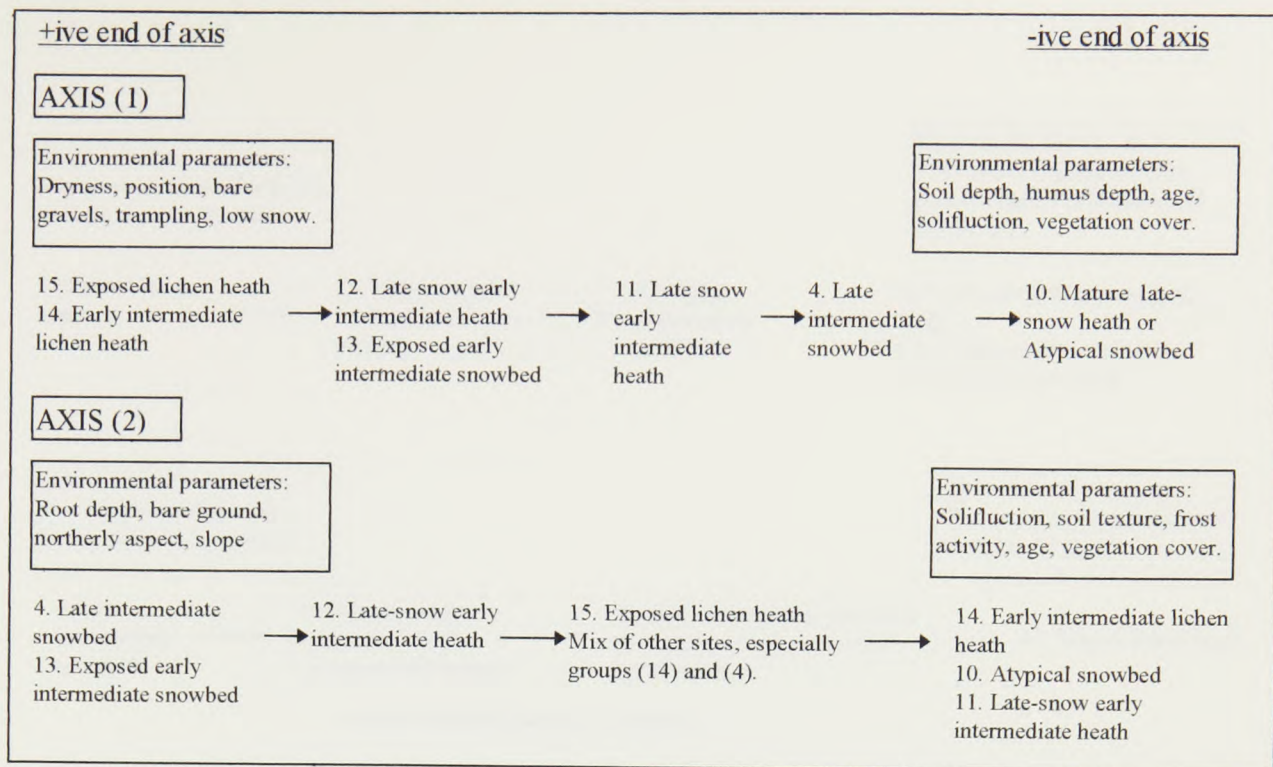 +ive end of axis
-ive end of axis
AXIS (1)
Environmental parameters:
Dryness, position, bare
gravels, trampling, low snow.
Environmental parameters:
Soil depth, humus depth, age,
solifluction, vegetation cover.
15. Exposed lichen heath
14. Early intermediate
lichen heath
12. Late snow early
intermediate heath
13. Exposed early
intermediate snowbed
11. Late snow
early
intermediate
heath
4. Late
intermediate
snowbed
10. Mature late-
snow heath or
Atypical snowbed
AXIS (2)
Environmental parameters:
Root depth, bare ground,
northerly aspect, slope
Environmental parameters:
Solifluction, soil texture, frost
activity, age, vegetation cover.
4. Late intermediate
snowbed
13. Exposed early
intermediate snowbed
12. Late-snow early
intermediate heath
15. Exposed lichen heath
Mix of other sites, especially
groups (14) and (4).
14. Early intermediate lichen
heath
10. Atypical snowbed
11. Late-snow early
intermediate heath